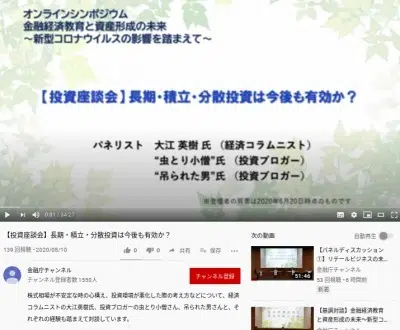 オンラインシンポジウム
金融経済教育と資産形成の未来
～新型コロナウイルスの影響を踏まえて～
【投資座談会】長期・積立・分散投資は今後も有効か？
パネリスト 大江 英樹 氏 （経済コラムニスト）
“虫とり小僧”氏 （投資ブロガー）
“吊られた男”氏 （投資ブロガー）
※登壇者の肩書は2020年6月20日時点のものです
0:01 / 34:27
【投資座談会】長期・積立・分散投資は今後も有効か？
139 回視聴・2020/08/10
0
0
共有
保存
金融庁チャンネル
チャンネル登録者数 1550人
チャンネル登録
株式相場が不安定な時の心構え、投資環境が悪化した際の考え方などについて、経済
コラムニストの大江英樹氏、投資ブロガーの虫とり小僧さん、吊られた男さんと、そ
れぞれの経験も踏まえて対談しています。
次の動画
自動再生
51:46
【パネルディスカッション
①】リテールビジネスの未...
金融庁チャンネル
53 回視聴・6 時間前
新着
【基調対談】金融経済教育
と資産形成の未来～新型コ...